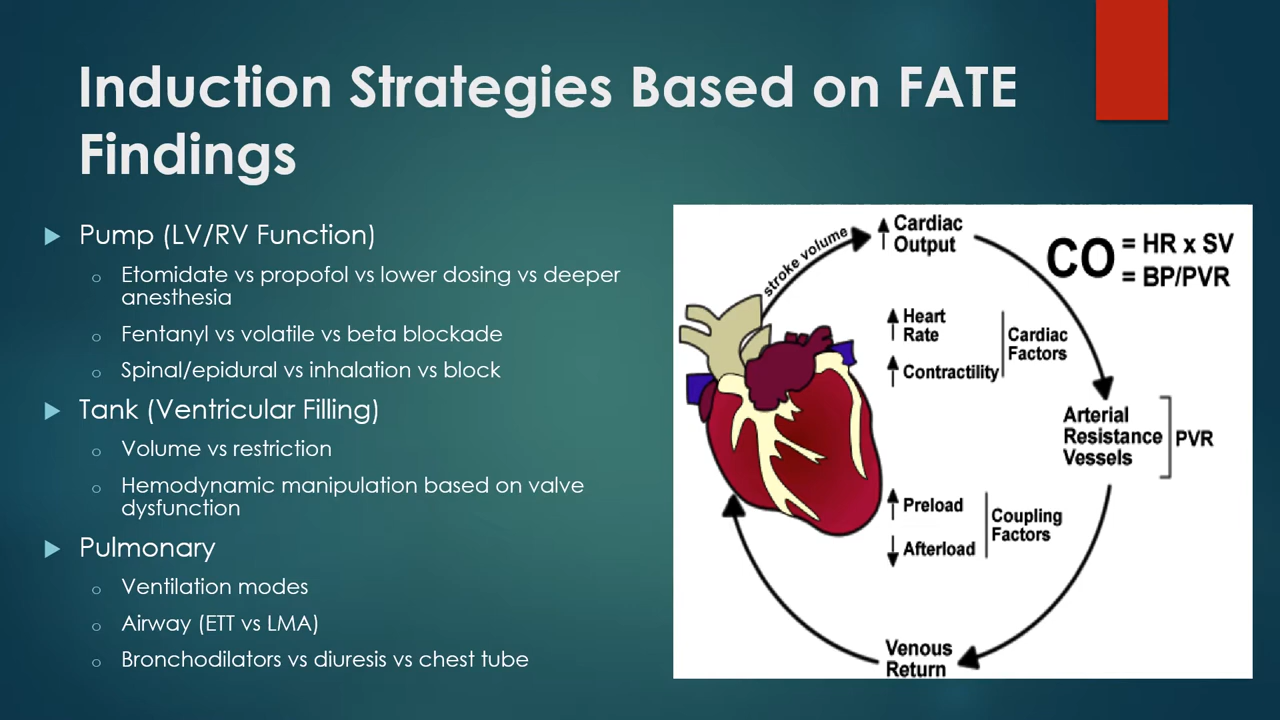 Induction Strategies Based on FATE
Findings
Pump (LV/RV Function)
Etomidate vs propofol vs lower dosing vs deeper
anesthesia
Fentanyl vs volatile vs beta blockade
Spinal/epidural vs inhalation vs block
Tank (Ventricular Filling)
Volume vs restriction
Hemodynamic manipulation based on valve
dysfunction
Pulmonary
Ventilation modes
Airway (ETT vs LMA)
Bronchodilators vs diuresis vs chest tube
stroke volume
Cardiac
Output
CO = HR x SV
= BP/PVR
Heart
Rate
Contractility
Cardiac
Factors
Arterial
Resistance
Vessels
PVR
Preload
Afterload
Coupling
Factors
Venous
Return